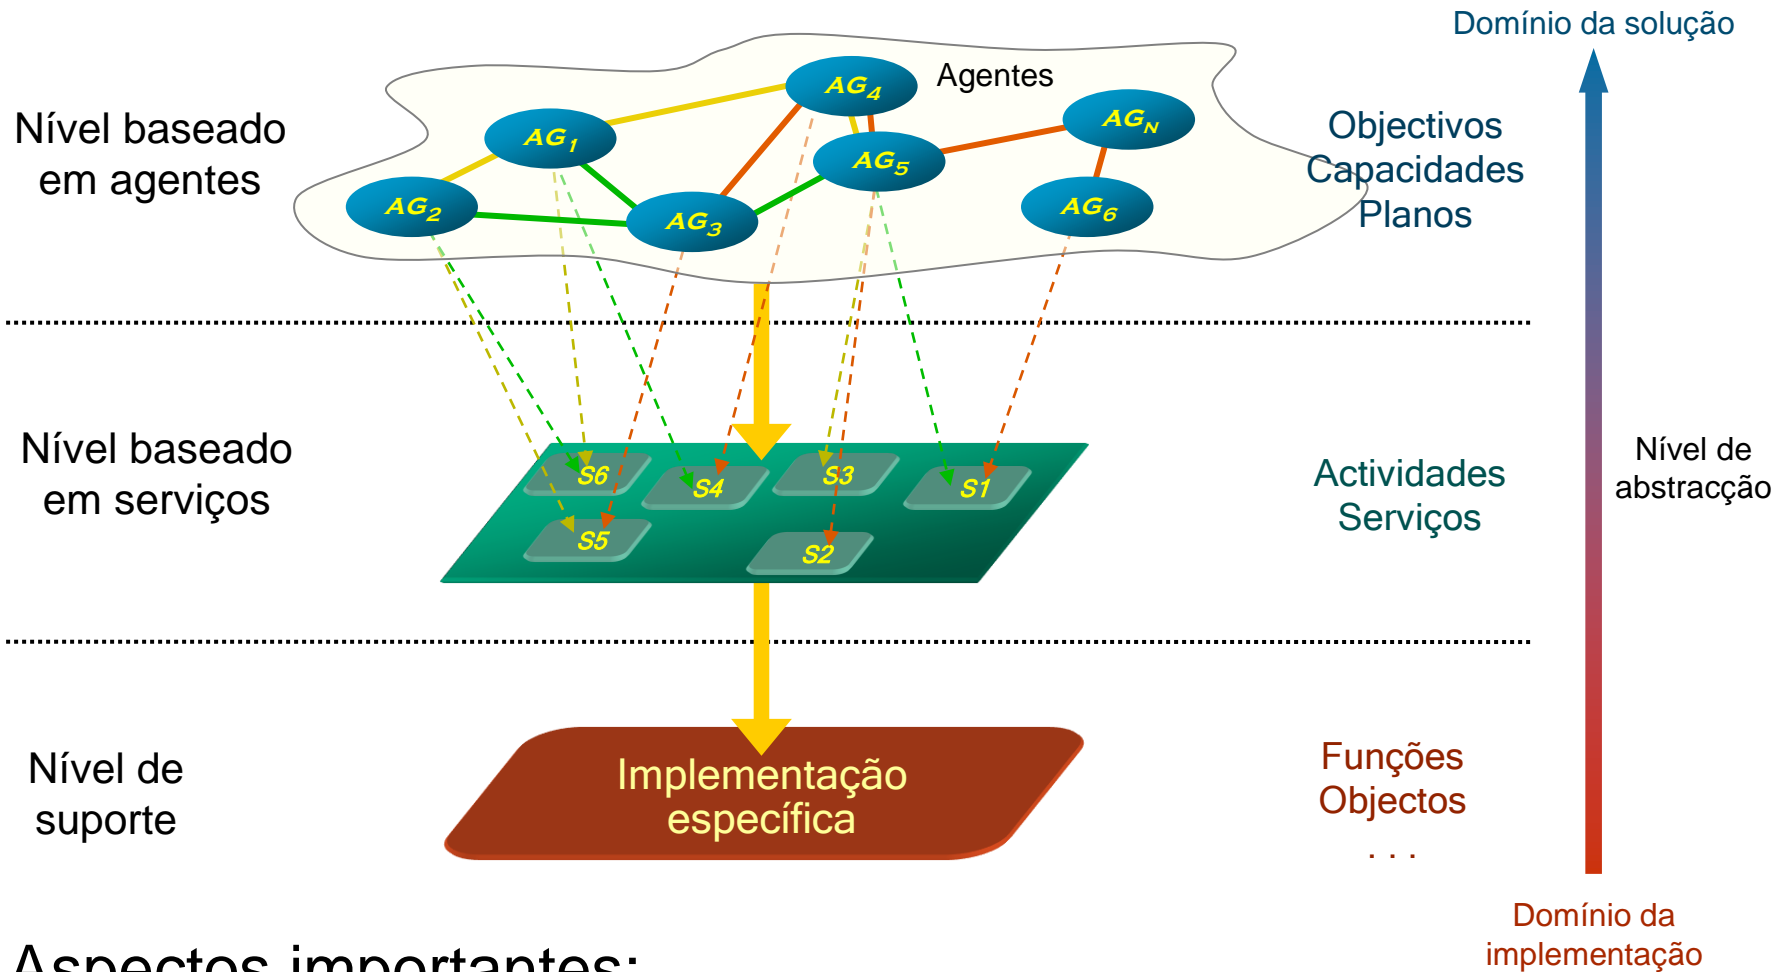 Domínio da solução
Nível baseado
em agentes
Agentes
AG4
AG1
AGN
AG5
AG2
AG3
AG6
Objectivos
Capacidades
Planos
Nível baseado
em serviços
S6
S4
S3
S1
S5
S2
Actividades
Serviços
Nível de
abstracção
Nível de
suporte
Implementação
específica
Funções
Objectos
. . .
Domínio da
implementação
Aspectos importantes: